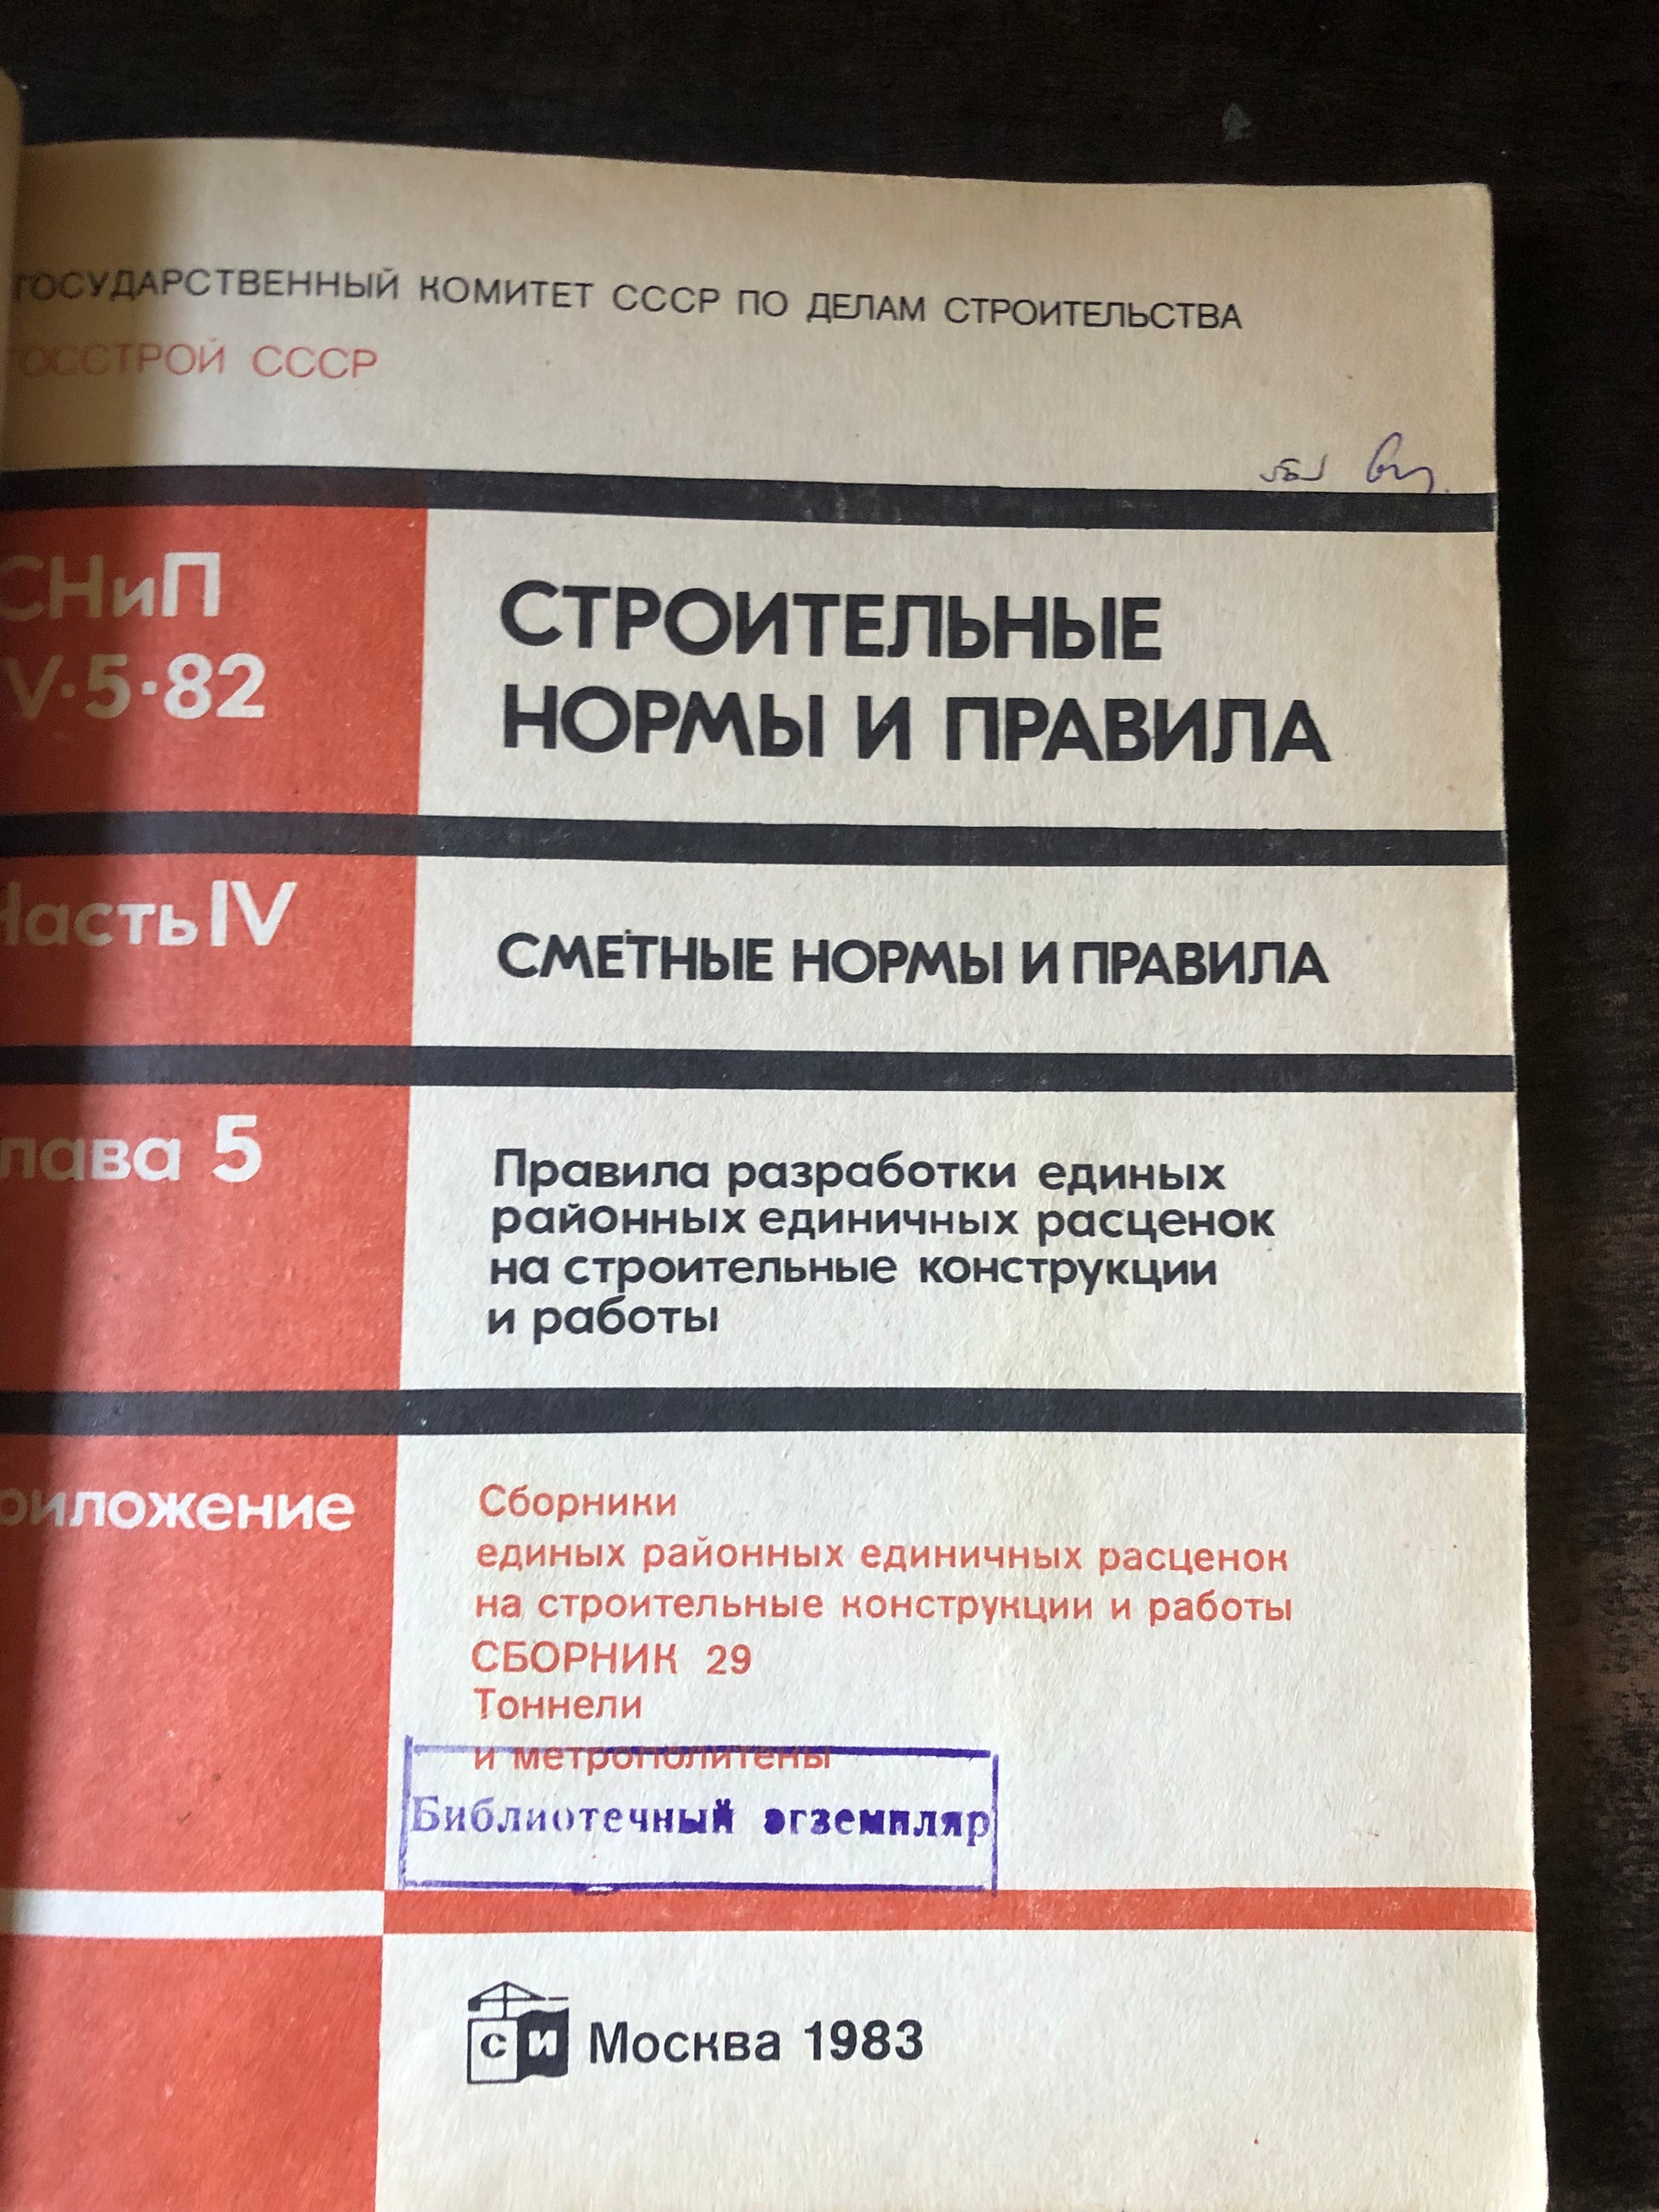 ГОСУДАРСТВЕННЫЙ КОМИТЕТ СССР ПО ДЕЛАМ СТРОИТЕЛЬСТВА
ГОССТРОЙ СССР
СНиП
IV·5·82
СТРОИТЕЛЬНЫЕ
НОРМЫ И ПРАВИЛА
Часть IV
СМЕТНЫЕ НОРМЫ И ПРАВИЛА
лава 5
Правила разработки единых
районных единичных расценок
на строительные конструкции
и работы
риложение
Сборники
единых районных единичных расценок
на строительные конструкции и работы
СБОРНИК 29
Тоннели
и метрополитены
Библиотечный экземпляр
СИ
Москва 1983